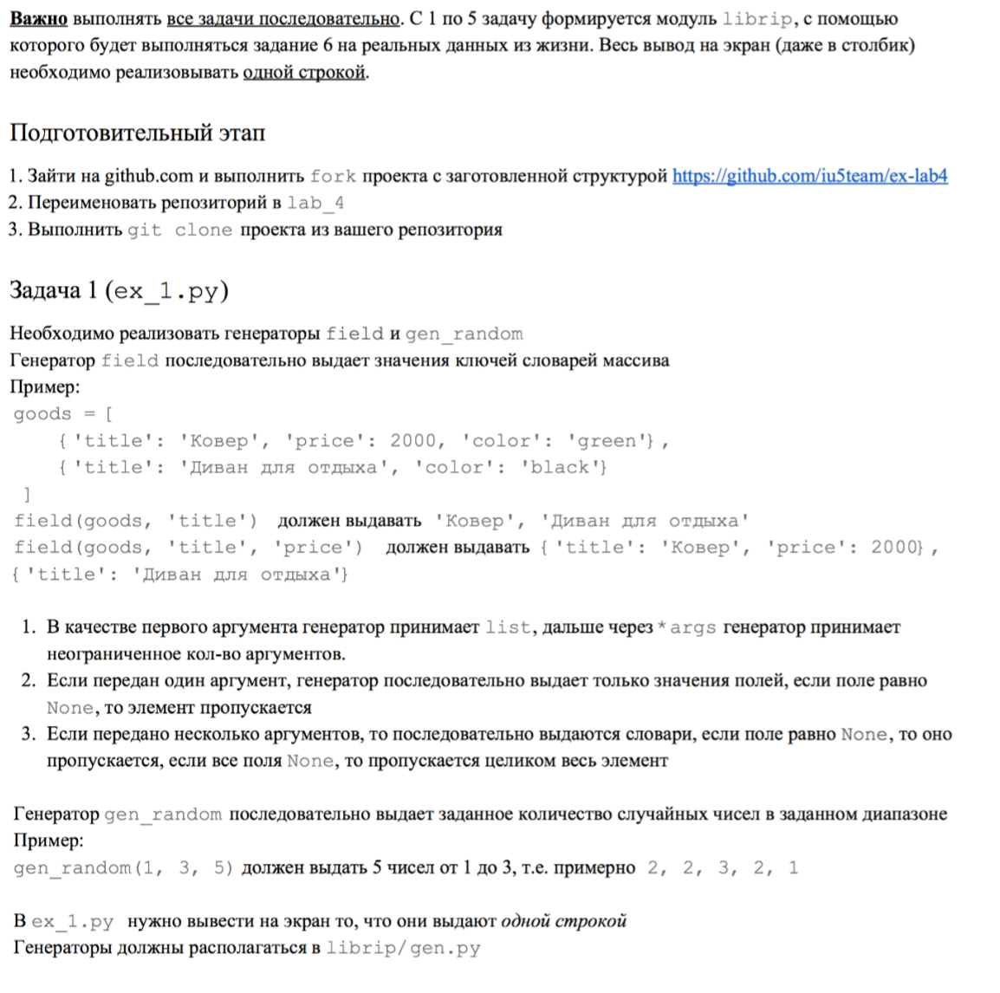 Важно выполнять все задачи последовательно. С 1 по 5 задачу формируется модуль librip, с помощью
которого будет выполняться задание 6 на реальных данных из жизни. Весь вывод на экран (даже в столбик)
необходимо реализовывать одной строкой.
Подготовительный этап
1. Зайти на github.com и выполнить fork проекта с заготовленной структурой https://github.com/iu5team/ex-lab4
2. Переименовать репозиторий в lab_4
3. Выполнить git clone проекта из вашего репозитория
Задача 1 (ex_1.py)
Необходимо реализовать генераторы field и gen_random
Генератор field последовательно выдает значения ключей словарей массива
Пример:
goods = [
{'title': 'Ковер', 'price': 2000, 'color': 'green'},
{'title': 'Диван для отдыха', 'color': 'black'}
]
field(goods, 'title') должен выдавать 'Ковер', 'Диван для отдыха'
field(goods, 'title', 'price') должен выдавать {'title': 'Ковер', 'price': 2000},
{'title': 'Диван для отдыха'}
1. В качестве первого аргумента генератор принимает list, дальше через *args генератор принимает
неограниченное кол-во аргументов.
2. Если передан один аргумент, генератор последовательно выдает только значения полей, если поле равно
None, то элемент пропускается
3. Если передано несколько аргументов, то последовательно выдаются словари, если поле равно None, то оно
пропускается, если все поля None, то пропускается целиком весь элемент
Генератор gen_random последовательно выдает заданное количество случайных чисел в заданном диапазоне
Пример:
gen_random(1, 3, 5) должен выдать 5 чисел от 1 до 3, т.е. примерно 2, 2, 3, 2, 1
В ex_1.py нужно вывести на экран то, что они выдают одной строкой
Генераторы должны располагаться в librip/gen.py